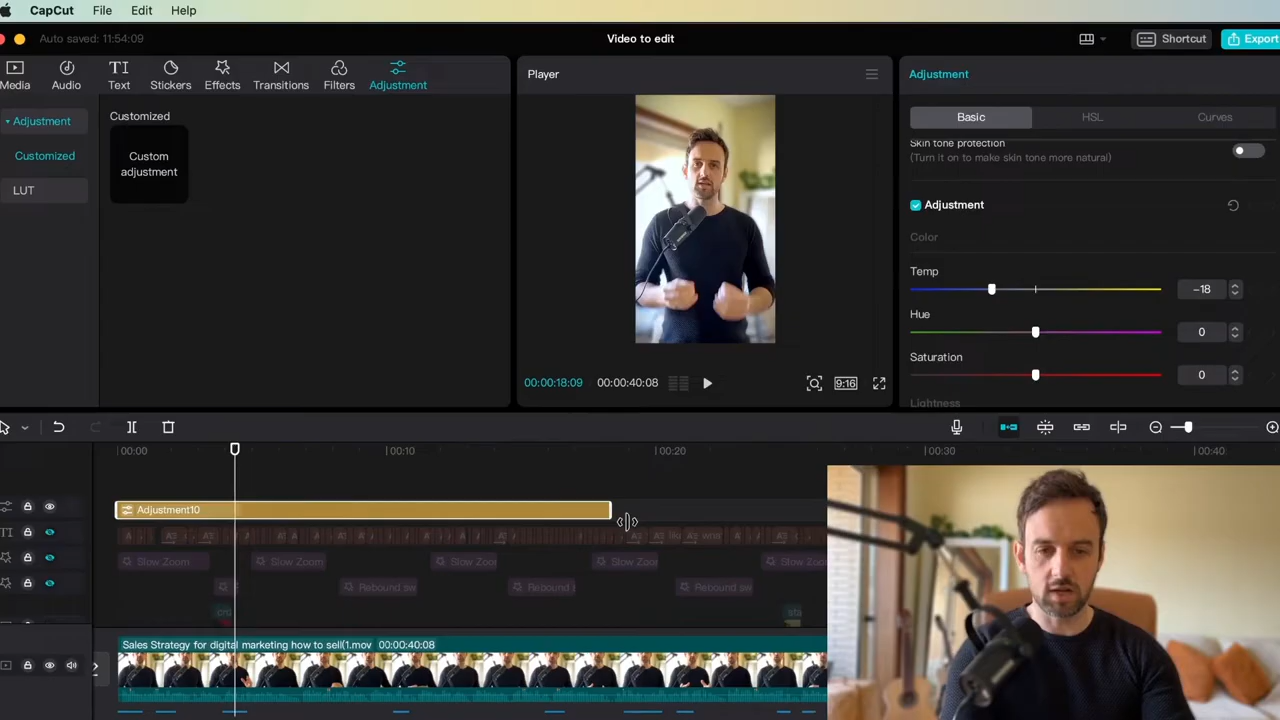 CapCut File Edit Help
Auto saved: 11:54:09
Video to edit
Shortcut
Export
Media
Audio
Text
Stickers
Effects
Transitions
Filters
Adjustment
Adjustment
Customized
LUT
Customized
Custom
adjustment
Player
00:00:18:09
00:00:40:08
9:16
Adjustment
Basic
HSL
Curves
Skin tone protection
(Turn it on to make skin tone more natural)
Adjustment
Color
Temp
-18
Hue
0
Saturation
0
Lightness
00:00
00:10
00:20
00:30
00:40
Adjustment10
Slow Zoom
Slow Zoom
Slow Zoom
Slow Zoom
Slow Zoo
Rebound sw
Rebound
Rebound sw
Sales Strategy for digital marketing how to sell(1.mov 00:00:40:08